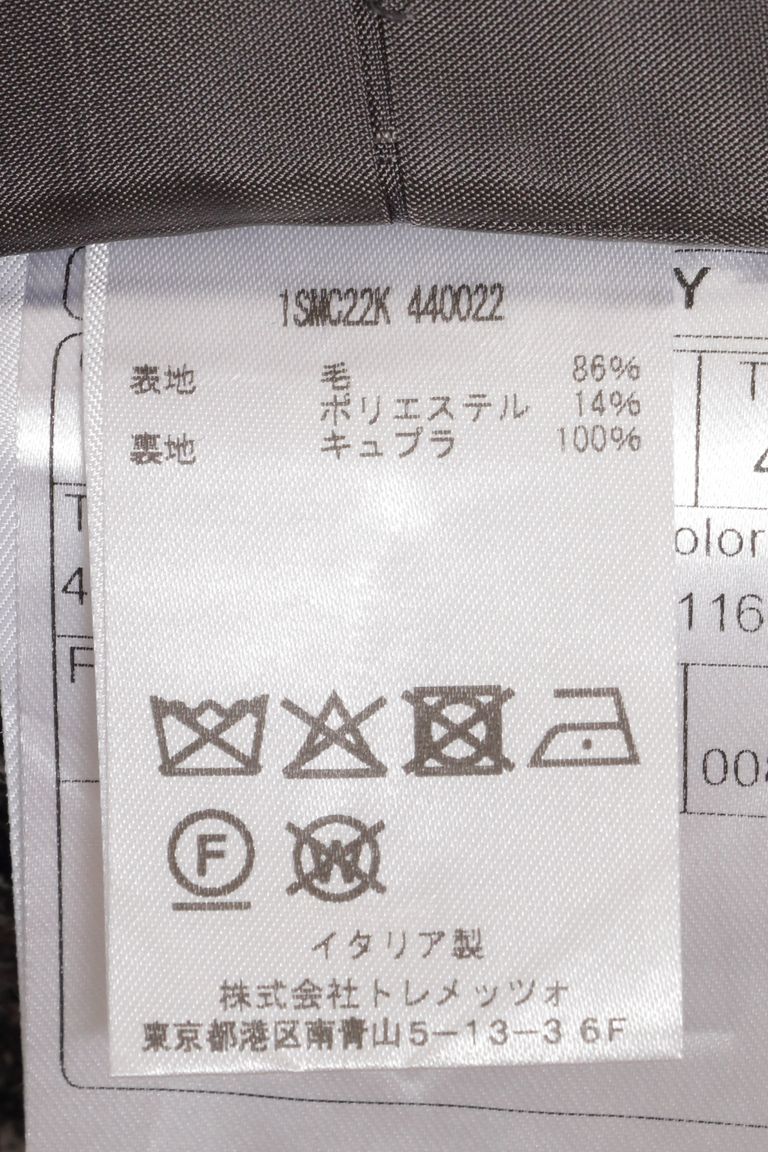 1SMC22K 440022
表地 毛 86%
ポリエステル 14%
裏地 キュプラ 100%
F
W
イタリア製
株式会社トレメッツォ
東京都港区南青山5-13-3 6F
Y
T
olor
116
00
T
4
F